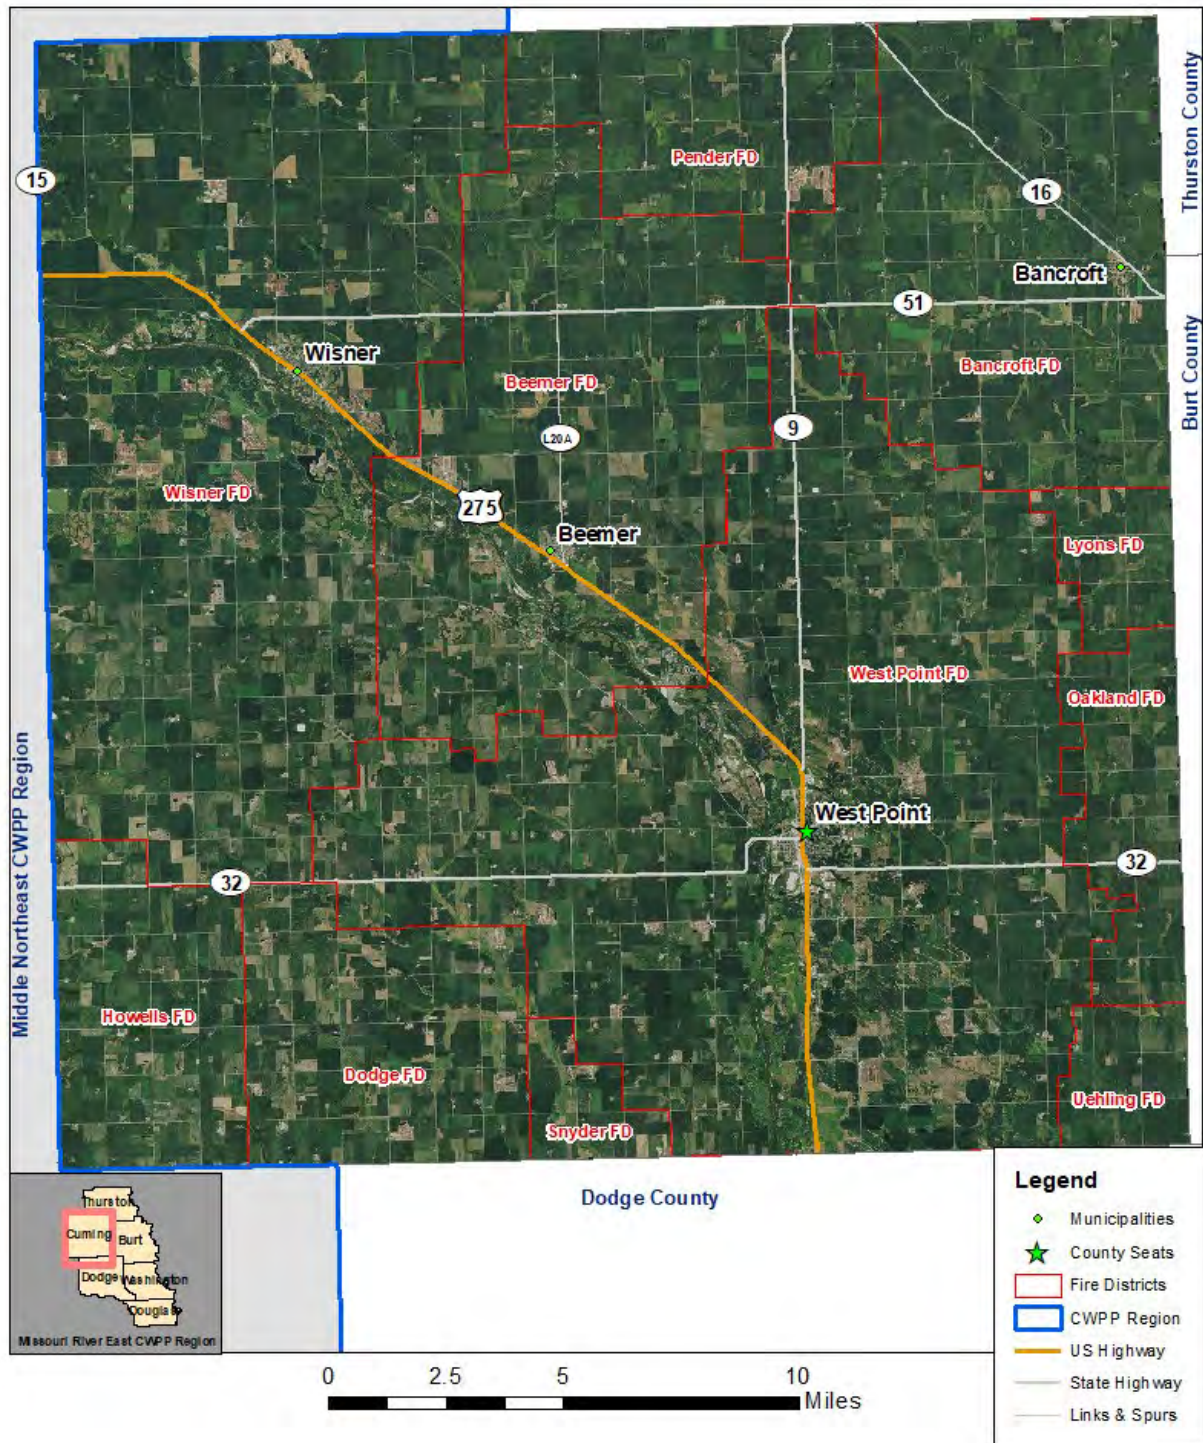 Thurston County
Pender FD
15
16
Bancroft
51
Burt County
Wisner
Beemer FD
Bancroft FD
9
L20A
Wisner FD
275
Beemer
Lyons FD
West Point FD
Oakland FD
Middle Northeast CWPP Region
West Point
32
32
Howells FD
Dodge FD
Uehling FD
Snyder FD
Dodge County
Thurston
Cuming
Burt
Dodge
Washington
Douglas
Missouri River East CWPP Region
Legend
Municipalities
County Seats
Fire Districts
CWPP Region
US Highway
State Highway
Links & Spurs
0 2.5 5 10
Miles